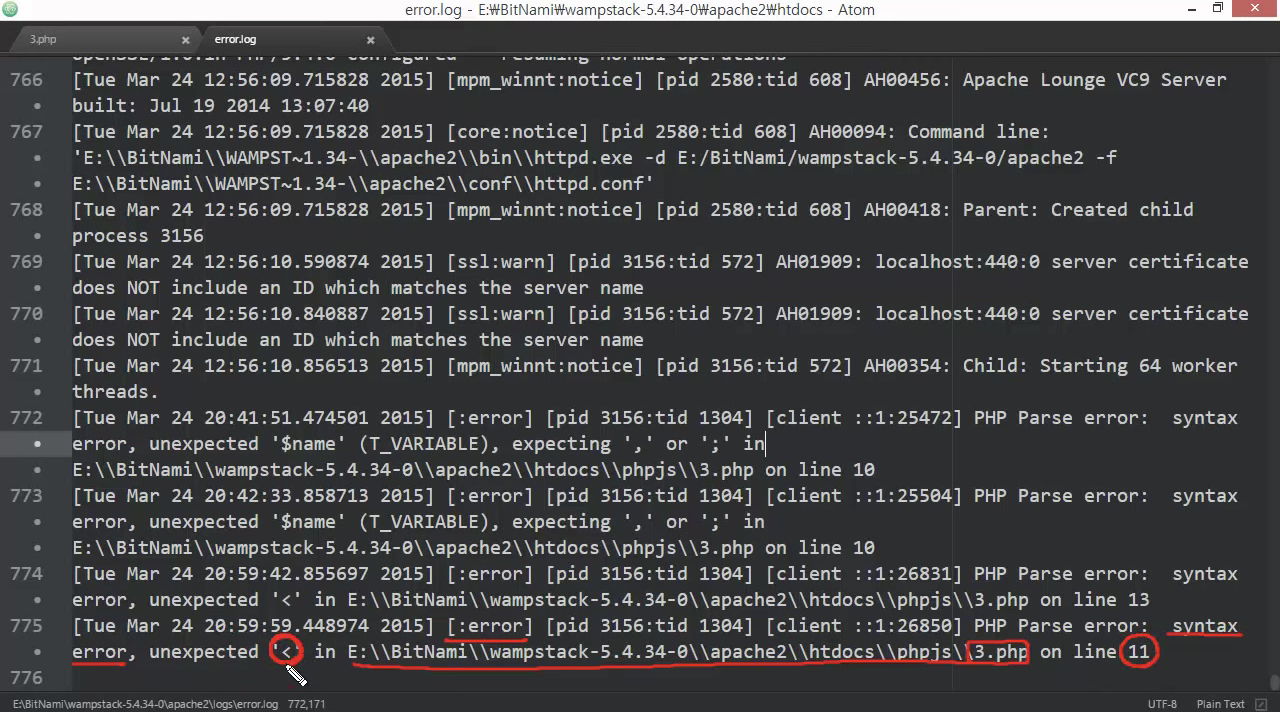 error.log - E:₩BitNami₩wampstack-5.4.34-0₩apache2₩htdocs - Atom
3.php
error.log
openSSL/1.0.1h PHP/5.4.0 configured -- resuming normal operations
766 [Tue Mar 24 12:56:09.715828 2015] [mpm_winnt:notice] [pid 2580:tid 608] AH00456: Apache Lounge VC9 Server
• built: Jul 19 2014 13:07:40
767 [Tue Mar 24 12:56:09.715828 2015] [core:notice] [pid 2580:tid 608] AH00094: Command line:
• 'E:\\BitNami\\WAMPST~1.34-\\apache2\\bin\\httpd.exe -d E:/BitNami/wampstack-5.4.34-0/apache2 -f
• E:\\BitNami\\WAMPST~1.34-\\apache2\\conf\\httpd.conf'
768 [Tue Mar 24 12:56:09.715828 2015] [mpm_winnt:notice] [pid 2580:tid 608] AH00418: Parent: Created child
• process 3156
769 [Tue Mar 24 12:56:10.590874 2015] [ssl:warn] [pid 3156:tid 572] AH01909: localhost:440:0 server certificate
• does NOT include an ID which matches the server name
770 [Tue Mar 24 12:56:10.840887 2015] [ssl:warn] [pid 3156:tid 572] AH01909: localhost:440:0 server certificate
• does NOT include an ID which matches the server name
771 [Tue Mar 24 12:56:10.856513 2015] [mpm_winnt:notice] [pid 3156:tid 572] AH00354: Child: Starting 64 worker
• threads.
772 [Tue Mar 24 20:41:51.474501 2015] [:error] [pid 3156:tid 1304] [client ::1:25472] PHP Parse error:  syntax
• error, unexpected '$name' (T_VARIABLE), expecting ',' or ';' in
• E:\\BitNami\\wampstack-5.4.34-0\\apache2\\htdocs\\phpjs\\3.php on line 10
773 [Tue Mar 24 20:42:33.858713 2015] [:error] [pid 3156:tid 1304] [client ::1:25504] PHP Parse error:  syntax
• error, unexpected '$name' (T_VARIABLE), expecting ',' or ';' in
• E:\\BitNami\\wampstack-5.4.34-0\\apache2\\htdocs\\phpjs\\3.php on line 10
774 [Tue Mar 24 20:59:42.855697 2015] [:error] [pid 3156:tid 1304] [client ::1:26831] PHP Parse error:  syntax
• error, unexpected '<' in E:\\BitNami\\wampstack-5.4.34-0\\apache2\\htdocs\\phpjs\\3.php on line 13
775 [Tue Mar 24 20:59:59.448974 2015] [:error] [pid 3156:tid 1304] [client ::1:26850] PHP Parse error:  syntax
• error, unexpected '<' in E:\\BitNami\\wampstack-5.4.34-0\\apache2\\htdocs\\phpjs\\3.php on line 11
776
E:\BitNami\wampstack-5.4.34-0\apache2\logs\error.log 772,171 UTF-8 Plain Text